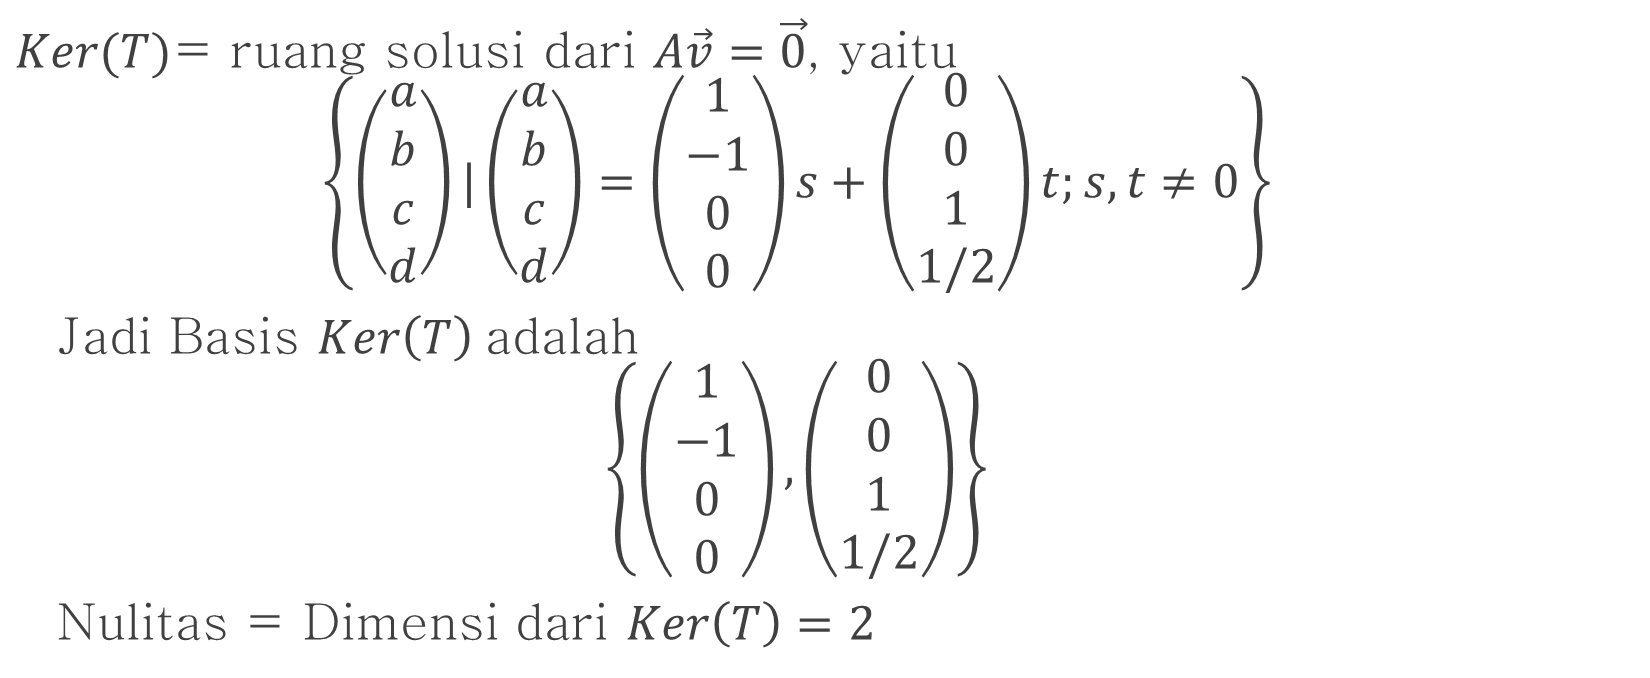 Ker(T)= ruang solusi dari Av⃗ = 0⃗, yaitu
{(a b c d) | (a b c d) = (1 −1 0 0) s + (0 0 1 1/2) t; s, t ≠ 0}
Jadi Basis Ker(T) adalah
{(1 −1 0 0), (0 0 1 1/2)}
Nulitas = Dimensi dari Ker(T) = 2